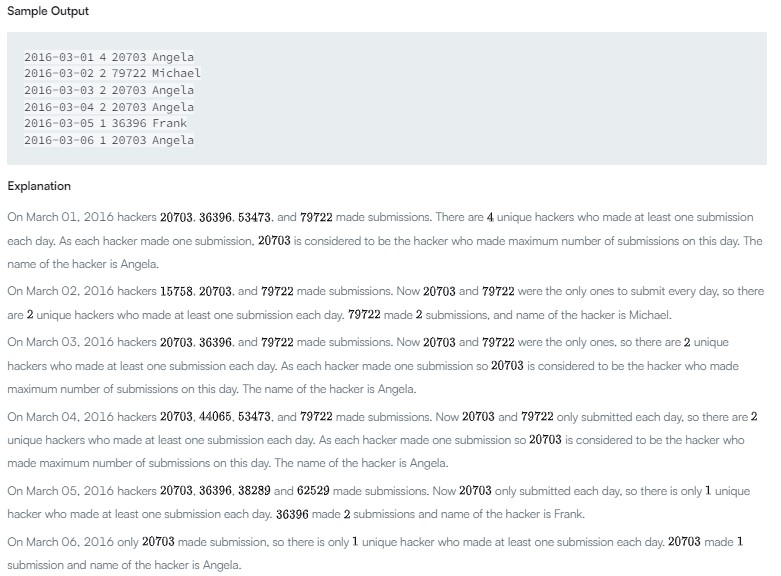 Sample Output
2016-03-01 4 20703 Angela
2016-03-02 2 79722 Michael
2016-03-03 2 20703 Angela
2016-03-04 2 20703 Angela
2016-03-05 1 36396 Frank
2016-03-06 1 20703 Angela
Explanation
On March 01, 2016 hackers 20703, 36396, 53473, and 79722 made submissions. There are 4 unique hackers who made at least one submission
each day. As each hacker made one submission, 20703 is considered to be the hacker who made maximum number of submissions on this day. The
name of the hacker is Angela.
On March 02, 2016 hackers 15758, 20703, and 79722 made submissions. Now 20703 and 79722 were the only ones to submit every day, so there
are 2 unique hackers who made at least one submission each day. 79722 made 2 submissions, and name of the hacker is Michael.
On March 03, 2016 hackers 20703, 36396, and 79722 made submissions. Now 20703 and 79722 were the only ones, so there are 2 unique
hackers who made at least one submission each day. As each hacker made one submission so 20703 is considered to be the hacker who made
maximum number of submissions on this day. The name of the hacker is Angela.
On March 04, 2016 hackers 20703, 44065, 53473, and 79722 made submissions. Now 20703 and 79722 only submitted each day, so there are 2
unique hackers who made at least one submission each day. As each hacker made one submission so 20703 is considered to be the hacker who
made maximum number of submissions on this day. The name of the hacker is Angela.
On March 05, 2016 hackers 20703, 36396, 38289 and 62529 made submissions. Now 20703 only submitted each day, so there is only 1 unique
hacker who made at least one submission each day. 36396 made 2 submissions and name of the hacker is Frank.
On March 06, 2016 only 20703 made submission, so there is only 1 unique hacker who made at least one submission each day. 20703 made 1
submission and name of the hacker is Angela.